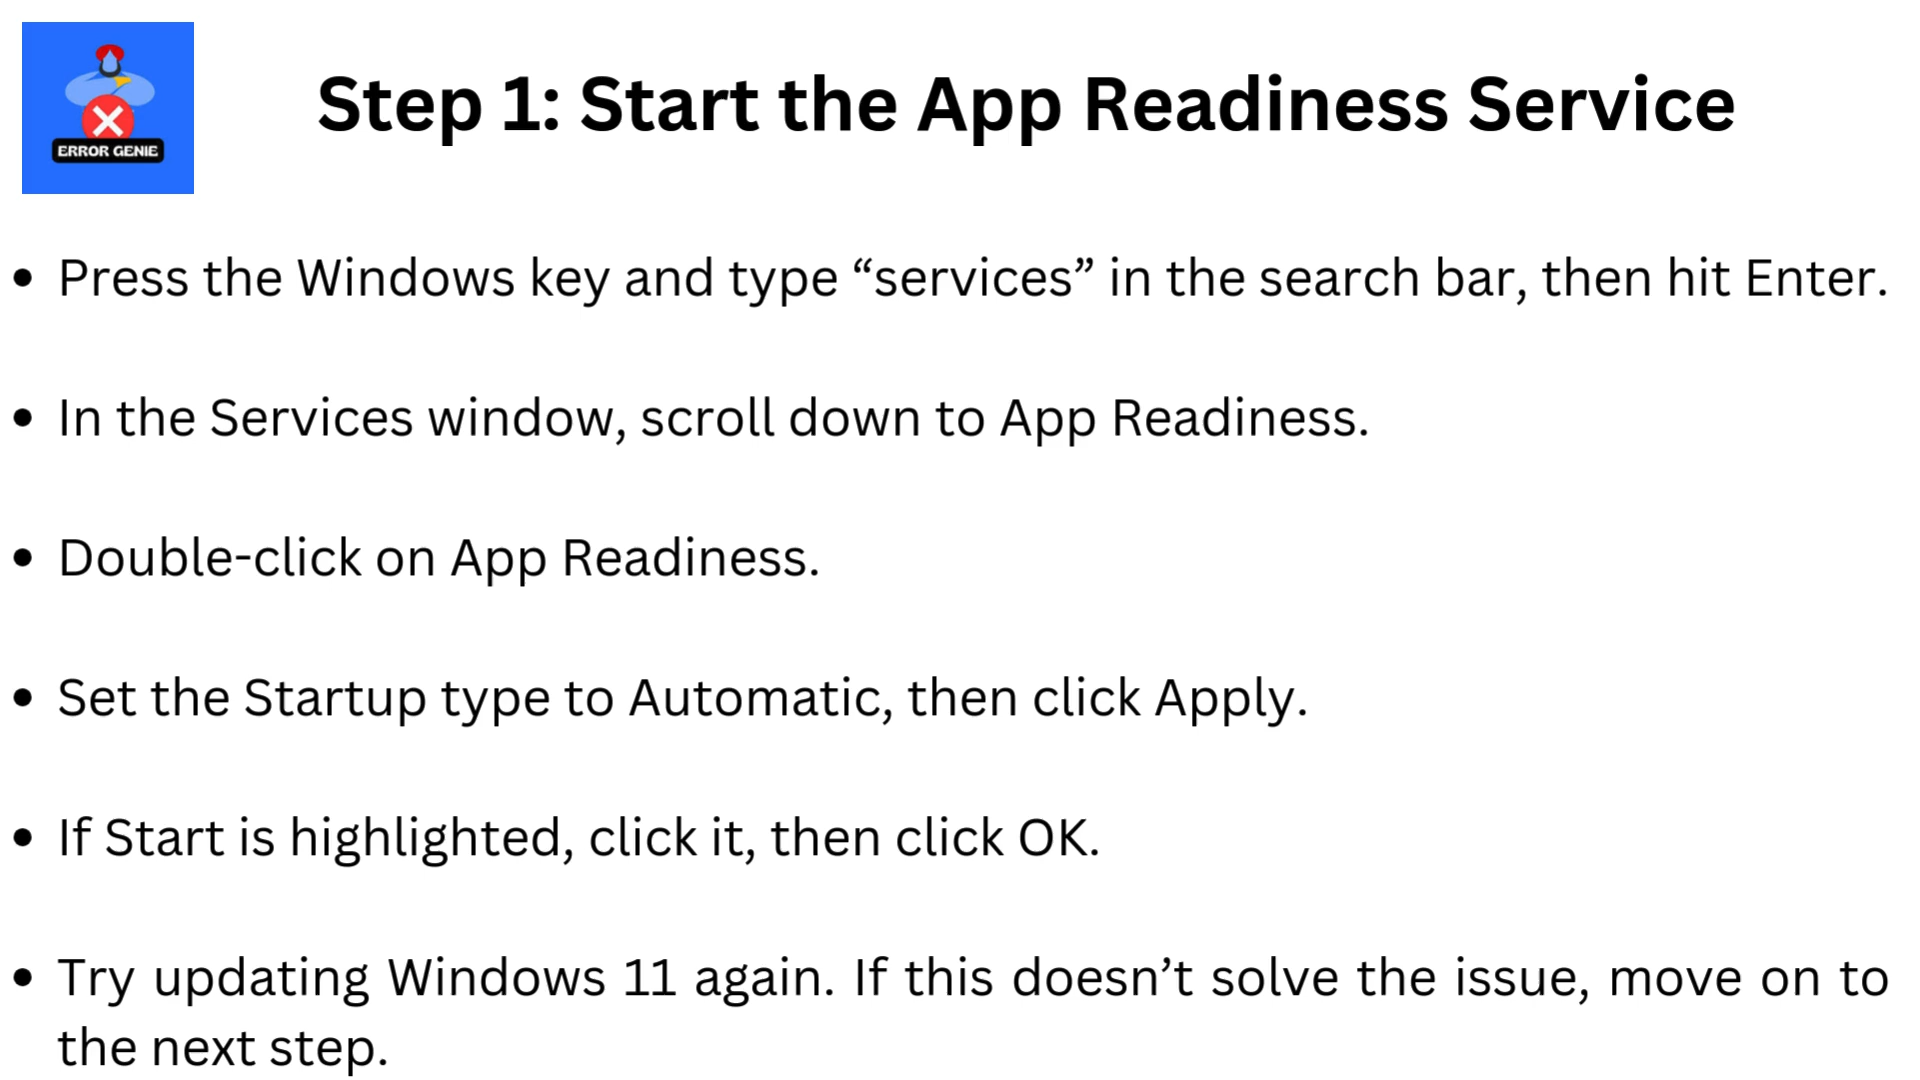 ERROR GENIE
Step 1: Start the App Readiness Service
• Press the Windows key and type “services” in the search bar, then hit Enter.
• In the Services window, scroll down to App Readiness.
• Double-click on App Readiness.
• Set the Startup type to Automatic, then click Apply.
• If Start is highlighted, click it, then click OK.
• Try updating Windows 11 again. If this doesn’t solve the issue, move on to
the next step.